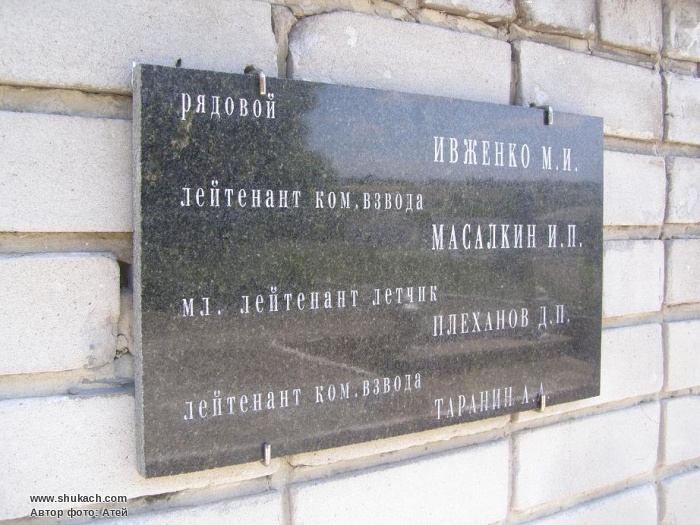 рядовой
ИВЖЕНКО М.И.
лейтенант ком.взвода
МАСАЛКИН И.П.
мл. лейтенант летчик
ПЛЕХАНОВ Д.П.
лейтенант ком.взвода
ТАРАНИН А.А.
www.shukach.com
Автор фото: Атей